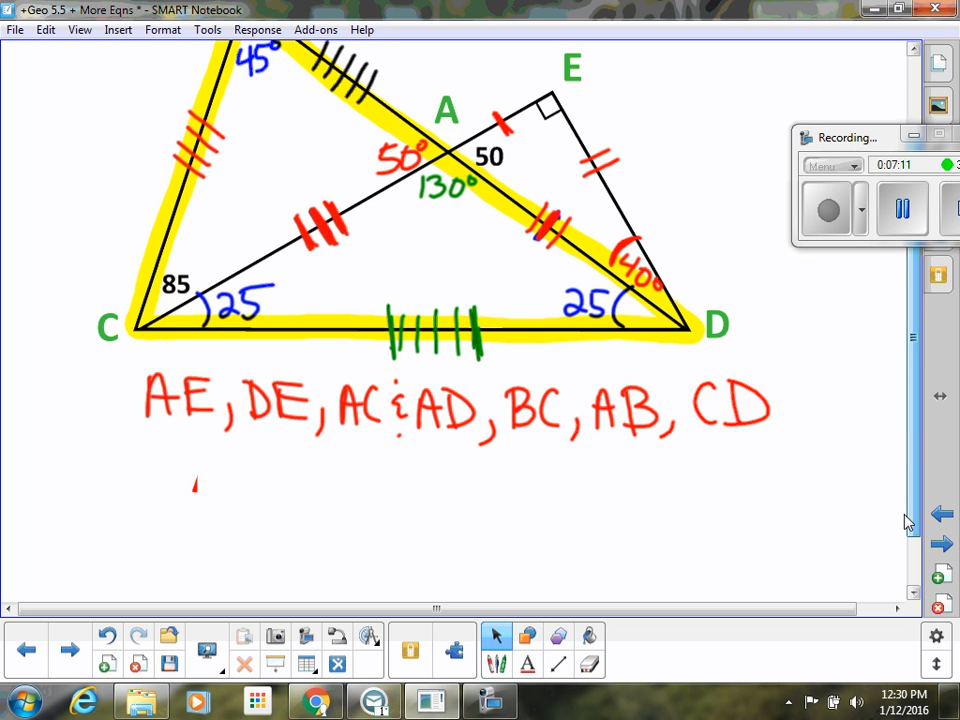 +Geo 5.5 + More Eqns * - SMART Notebook
File Edit View Insert Format Tools Response Add-ons Help
45°
E
A
50° 50
130°
Recording...
Menu
0:07:11
40°
85
25 25
C D
AE, DE, AC & AD, BC, AB, CD
A
12:30 PM
1/12/2016